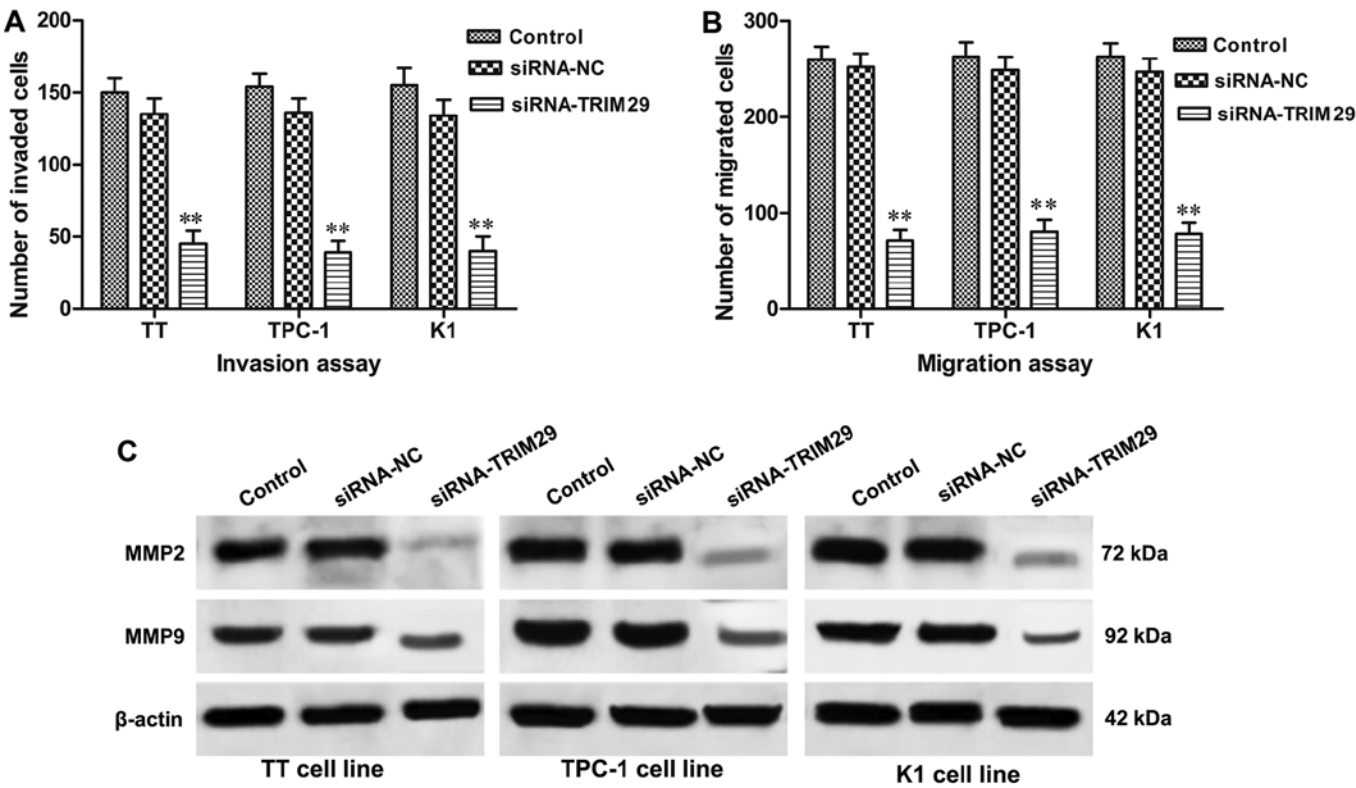 A
Number of invaded cells
200
150
100
50
0
Control
siRNA-NC
siRNA-TRIM29
**
**
**
TT
TPC-1
K1
Invasion assay
B
Number of migrated cells
300
200
100
0
Control
siRNA-NC
siRNA-TRIM29
**
**
**
TT
TPC-1
K1
Migration assay
C
Control
siRNA-NC
siRNA-TRIM29
Control
siRNA-NC
siRNA-TRIM29
Control
siRNA-NC
siRNA-TRIM29
MMP2
72 kDa
MMP9
92 kDa
β-actin
42 kDa
TT cell line
TPC-1 cell line
K1 cell line